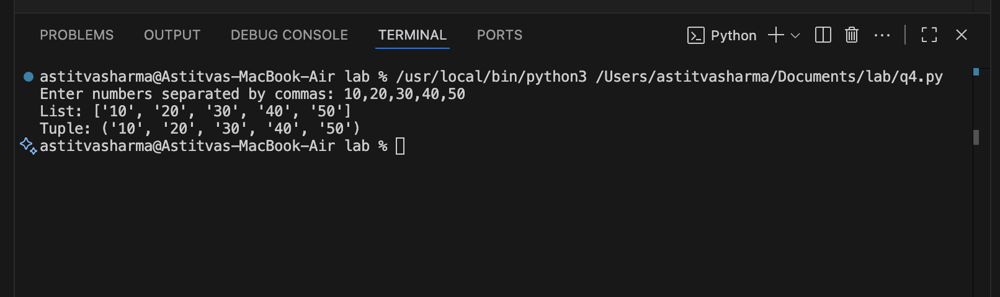 PROBLEMS OUTPUT DEBUG CONSOLE TERMINAL PORTS Python
astitvasharma@Astitvas-MacBook-Air lab % /usr/local/bin/python3 /Users/astitvasharma/Documents/lab/q4.py
Enter numbers separated by commas: 10,20,30,40,50
List: ['10', '20', '30', '40', '50']
Tuple: ('10', '20', '30', '40', '50')
astitvasharma@Astitvas-MacBook-Air lab %